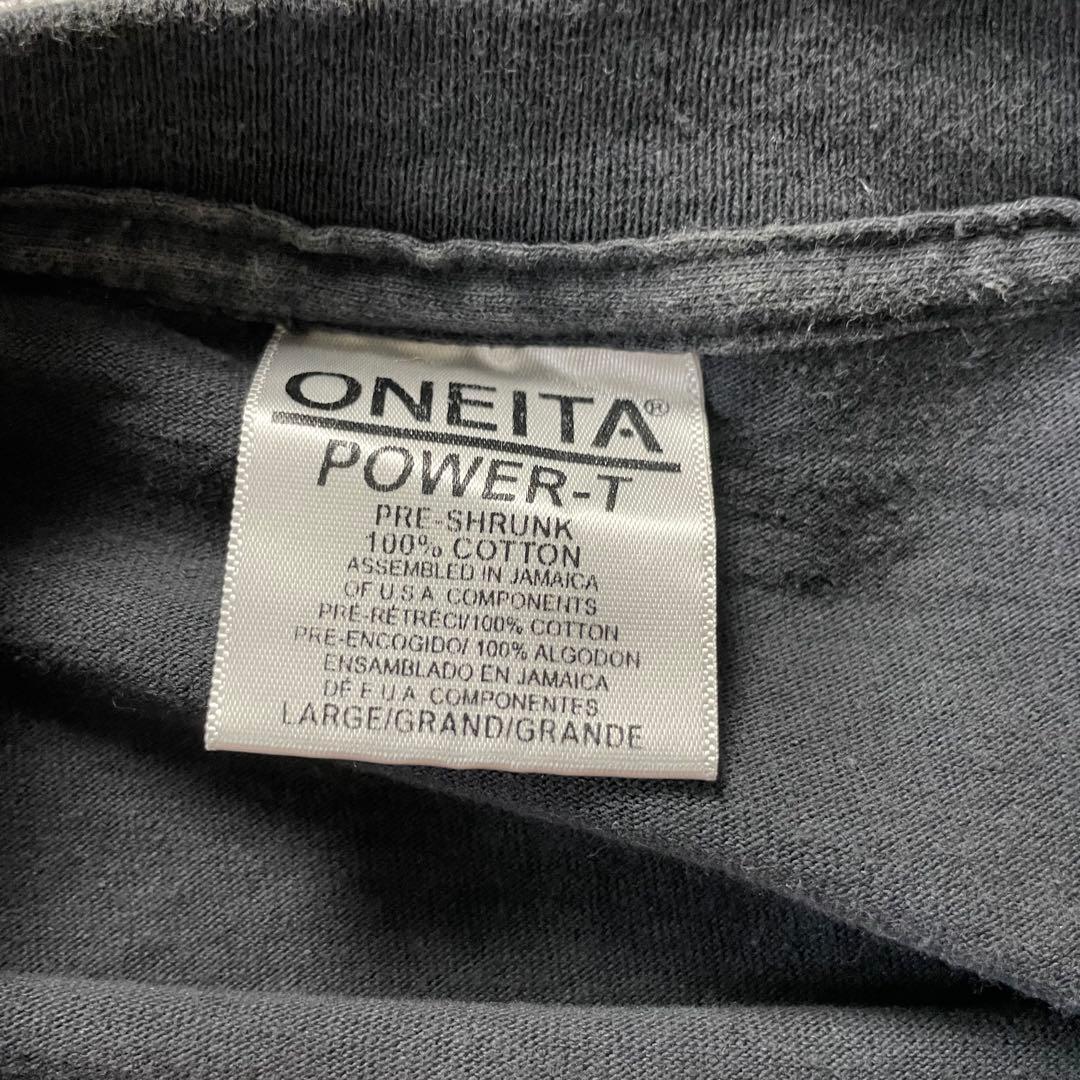 ONEITA®
POWER-T
PRE-SHRUNK
100% COTTON
ASSEMBLED IN JAMAICA
OF U.S.A. COMPONENTS
PRÉ-RÉTRÉCI/100% COTTON
PRE-ENCOGIDO/ 100% ALGODON
ENSAMBLADO EN JAMAICA
DE E.U.A. COMPONENTES
LARGE/GRAND/GRANDE